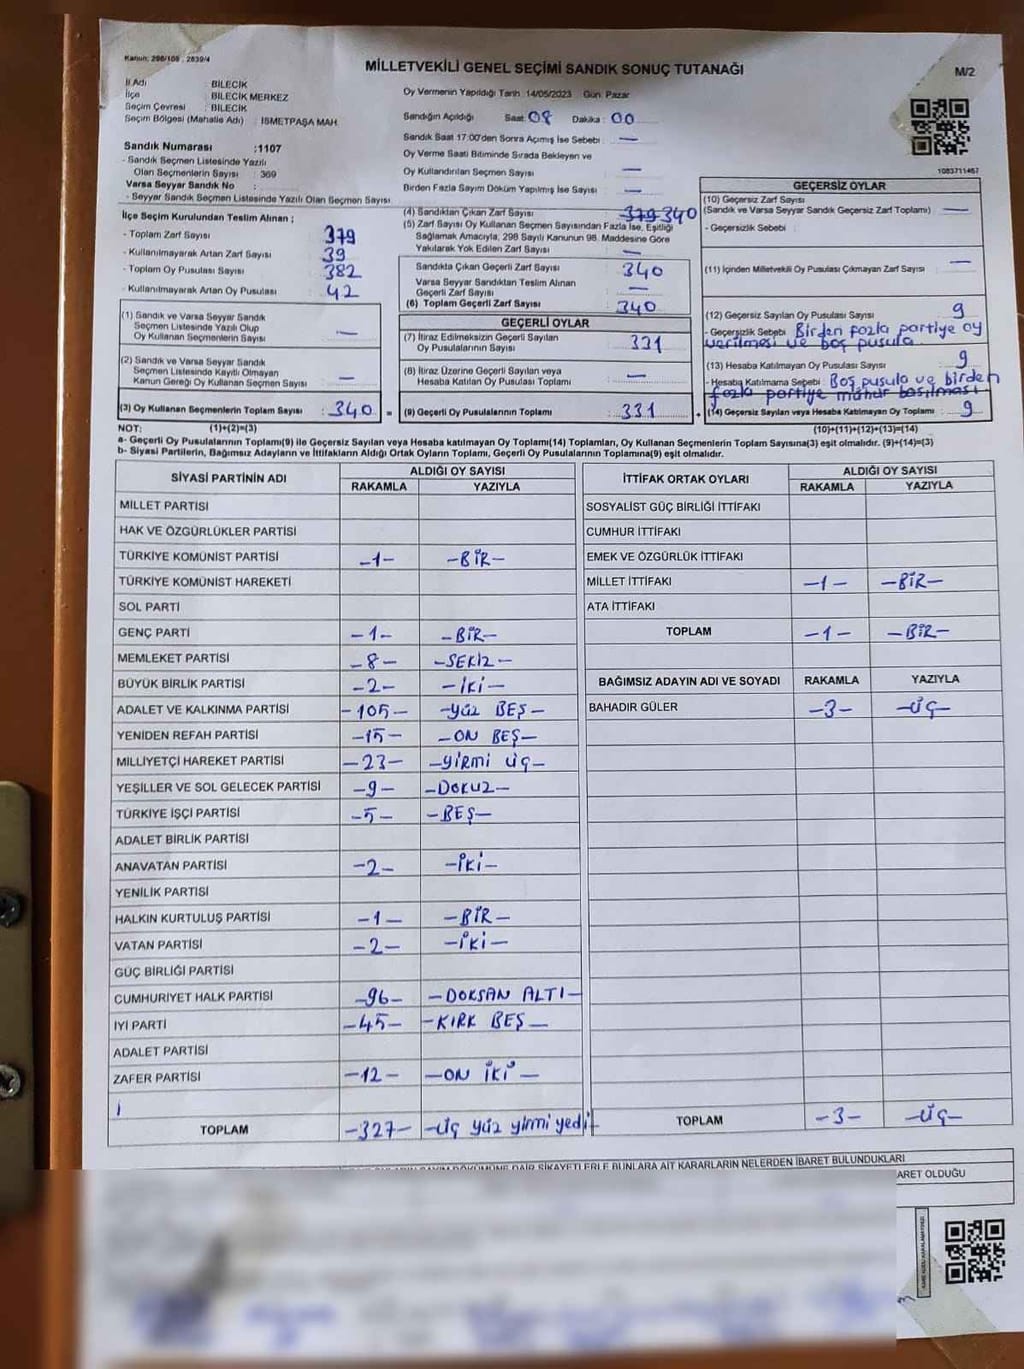 Kanun: 298/105 , 2839/4
MİLLETVEKİLİ GENEL SEÇİMİ SANDIK SONUÇ TUTANAĞI
M/2
İl Adı : BİLECİK
İlçe : BİLECİK MERKEZ
Seçim Çevresi : BİLECİK
Seçim Bölgesi (Mahalle Adı) : İSMETPAŞA MAH.
Sandık Numarası :1107
- Sandık Seçmen Listesinde Yazılı
Olan Seçmenlerin Sayısı : 369
Varsa Seyyar Sandık No :
- Seyyar Sandık Seçmen Listesinde Yazılı Olan Seçmen Sayısı
Oy Vermenin Yapıldığı Tarih 14/05/2023 Gün Pazar
Sandığın Açıldığı Saat: 08 Dakika : 00
Sandık Saat 17:00'den Sonra Açılmış İse Sebebi : —
Oy Verme Saati Bitiminde Sırada Bekleyen ve
Oy Kullandırılan Seçmen Sayısı : —
Birden Fazla Sayım Döküm Yapılmış İse Sayısı : —
1083711457
İlçe Seçim Kurulundan Teslim Alınan ;
- Toplam Zarf Sayısı : 379
- Kullanılmayarak Artan Zarf Sayısı : 39
- Toplam Oy Pusulası Sayısı : 382
- Kullanılmayarak Artan Oy Pusulası : 42
(1) Sandık ve Varsa Seyyar Sandık
Seçmen Listesinde Yazılı Olup
Oy Kullanan Seçmenlerin Sayısı : —
(2) Sandık ve Varsa Seyyar Sandık
Seçmen Listesinde Kayıtlı Olmayan
Kanun Gereği Oy Kullanan Seçmen Sayısı : —
(3) Oy Kullanan Seçmenlerin Toplam Sayısı : 340 =
(4) Sandıktan Çıkan Zarf Sayısı : 379 340
(5) Zarf Sayısı Oy Kullanan Seçmen Sayısından Fazla İse, Eşitliği
Sağlamak Amacıyla, 298 Sayılı Kanunun 98. Maddesine Göre
Yakılarak Yok Edilen Zarf Sayısı : —
Sandıkta Çıkan Geçerli Zarf Sayısı : 340
Varsa Seyyar Sandıktan Teslim Alınan
Geçerli Zarf Sayısı : —
(6) Toplam Geçerli Zarf Sayısı : 340
GEÇERLİ OYLAR
(7) İtiraz Edilmeksizin Geçerli Sayılan
Oy Pusulalarının Sayısı : 331
(8) İtiraz Üzerine Geçerli Sayılan veya
Hesaba Katılan Oy Pusulası Toplamı : —
(9) Geçerli Oy Pusulalarının Toplamı : 331 +
GEÇERSİZ OYLAR
(10) Geçersiz Zarf Sayısı
(Sandık ve Varsa Seyyar Sandık Geçersiz Zarf Toplamı) : —
- Geçersizlik Sebebi :
(11) İçinden Milletvekili Oy Pusulası Çıkmayan Zarf Sayısı : —
(12) Geçersiz Sayılan Oy Pusulası Sayısı : 9
- Geçersizlik Sebebi : Birden fazla partiye oy
verilmesi ve boş pusula
(13) Hesaba Katılmayan Oy Pusulası Sayısı : 9
- Hesaba Katılmama Sebebi : Boş pusula ve birden
fazla partiye mühür basılması
(14) Geçersiz Sayılan veya Hesaba Katılmayan Oy Toplamı : 9
NOT: (1)+(2)=(3) (10)+(11)+(12)+(13)=(14)
a- Geçerli Oy Pusulalarının Toplamı(9) ile Geçersiz Sayılan veya Hesaba katılmayan Oy Toplamı(14) Toplamları, Oy Kullanan Seçmenlerin Toplam Sayısına(3) eşit olmalıdır. (9)+(14)=(3)
b- Siyasi Partilerin, Bağımsız Adayların ve İttifakların Aldığı Ortak Oyların Toplamı, Geçerli Oy Pusulalarının Toplamına(9) eşit olmalıdır.
SİYASİ PARTİNİN ADI ALDIĞI OY SAYISI
RAKAMLA YAZIYLA
MİLLET PARTİSİ
HAK VE ÖZGÜRLÜKLER PARTİSİ
TÜRKİYE KOMÜNİST PARTİSİ -1- -BİR-
TÜRKİYE KOMÜNİST HAREKETİ
SOL PARTİ
GENÇ PARTİ -1- -BİR-
MEMLEKET PARTİSİ -8- -SEKİZ-
BÜYÜK BİRLİK PARTİSİ -2- -İKİ-
ADALET VE KALKINMA PARTİSİ -105- -YÜZ BEŞ-
YENİDEN REFAH PARTİSİ -15- -ON BEŞ-
MİLLİYETÇİ HAREKET PARTİSİ -23- -YİRMİ ÜÇ-
YEŞİLLER VE SOL GELECEK PARTİSİ -9- -DOKUZ-
TÜRKİYE İŞÇİ PARTİSİ -5- -BEŞ-
ADALET BİRLİK PARTİSİ
ANAVATAN PARTİSİ -2- -İKİ-
YENİLİK PARTİSİ
HALKIN KURTULUŞ PARTİSİ -1- -BİR-
VATAN PARTİSİ -2- -İKİ-
GÜÇ BİRLİĞİ PARTİSİ
CUMHURİYET HALK PARTİSİ -96- -DOKSAN ALTI-
İYİ PARTİ -45- -KIRK BEŞ-
ADALET PARTİSİ
ZAFER PARTİSİ -12- -ON İKİ-
TOPLAM -327- -Üç yüz yirmi yedi-
İTTİFAK ORTAK OYLARI ALDIĞI OY SAYISI
RAKAMLA YAZIYLA
SOSYALİST GÜÇ BİRLİĞİ İTTİFAKI
CUMHUR İTTİFAKI
EMEK VE ÖZGÜRLÜK İTTİFAKI
MİLLET İTTİFAKI -1- -BİR-
ATA İTTİFAKI
TOPLAM -1- -BİR-
BAĞIMSIZ ADAYIN ADI VE SOYADI RAKAMLA YAZIYLA
BAHADIR GÜLER -3- -ÜÇ-
TOPLAM -3- -ÜÇ-
SAYIM DÖKÜMÜNE DAİR ŞİKAYETLERLE BUNLARA AİT KARARLARIN NELERDEN İBARET BULUNDUKLARI
ARET OLDUĞU